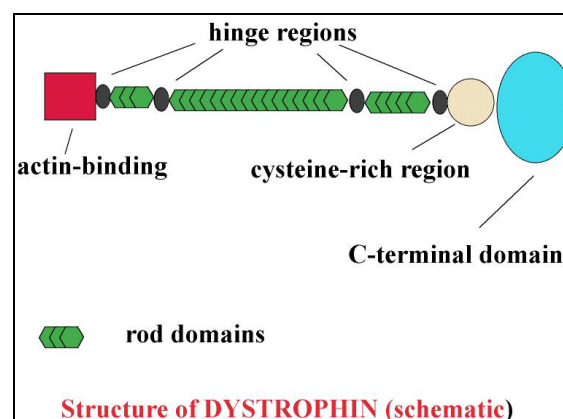 hinge regions
actin-binding
cysteine-rich region
C-terminal domain
rod domains
Structure of DYSTROPHIN (schematic)